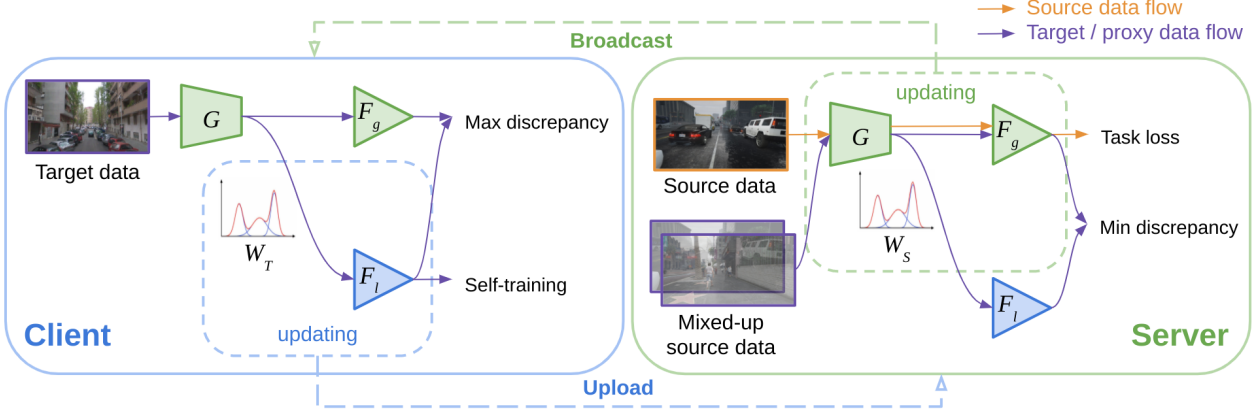 Source data flow
Target / proxy data flow
Broadcast
G
F_g
Max discrepancy
Target data
W_T
F_l
Self-training
updating
Client
Upload
updating
G
F_g
Task loss
Source data
W_S
Min discrepancy
F_l
Mixed-up
source data
Server